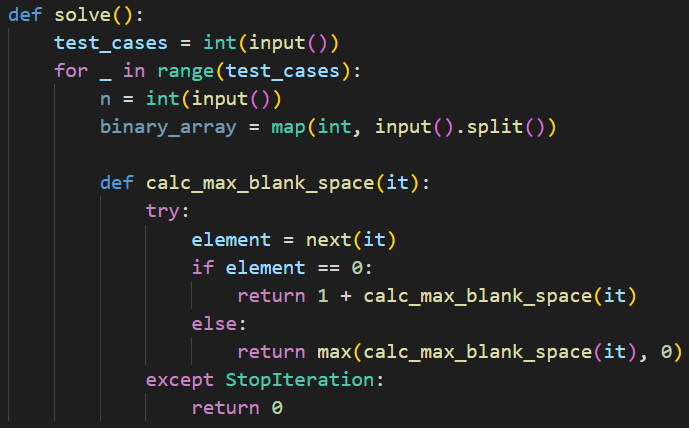 def solve():
    test_cases = int(input())
    for _ in range(test_cases):
        n = int(input())
        binary_array = map(int, input().split())

        def calc_max_blank_space(it):
            try:
                element = next(it)
                if element == 0:
                    return 1 + calc_max_blank_space(it)
                else:
                    return max(calc_max_blank_space(it), 0)
            except StopIteration:
                return 0